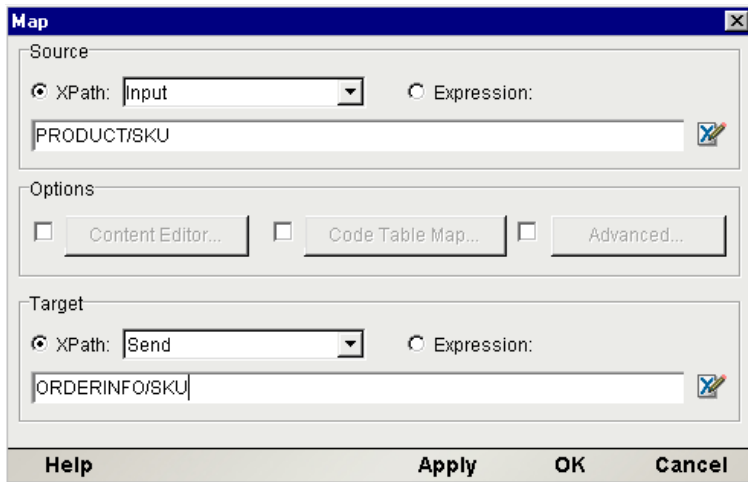 Map
Source
XPath: Input Expression:
PRODUCT/SKU
Options
Content Editor... Code Table Map... Advanced...
Target
XPath: Send Expression:
ORDERINFO/SKU
Help Apply OK Cancel